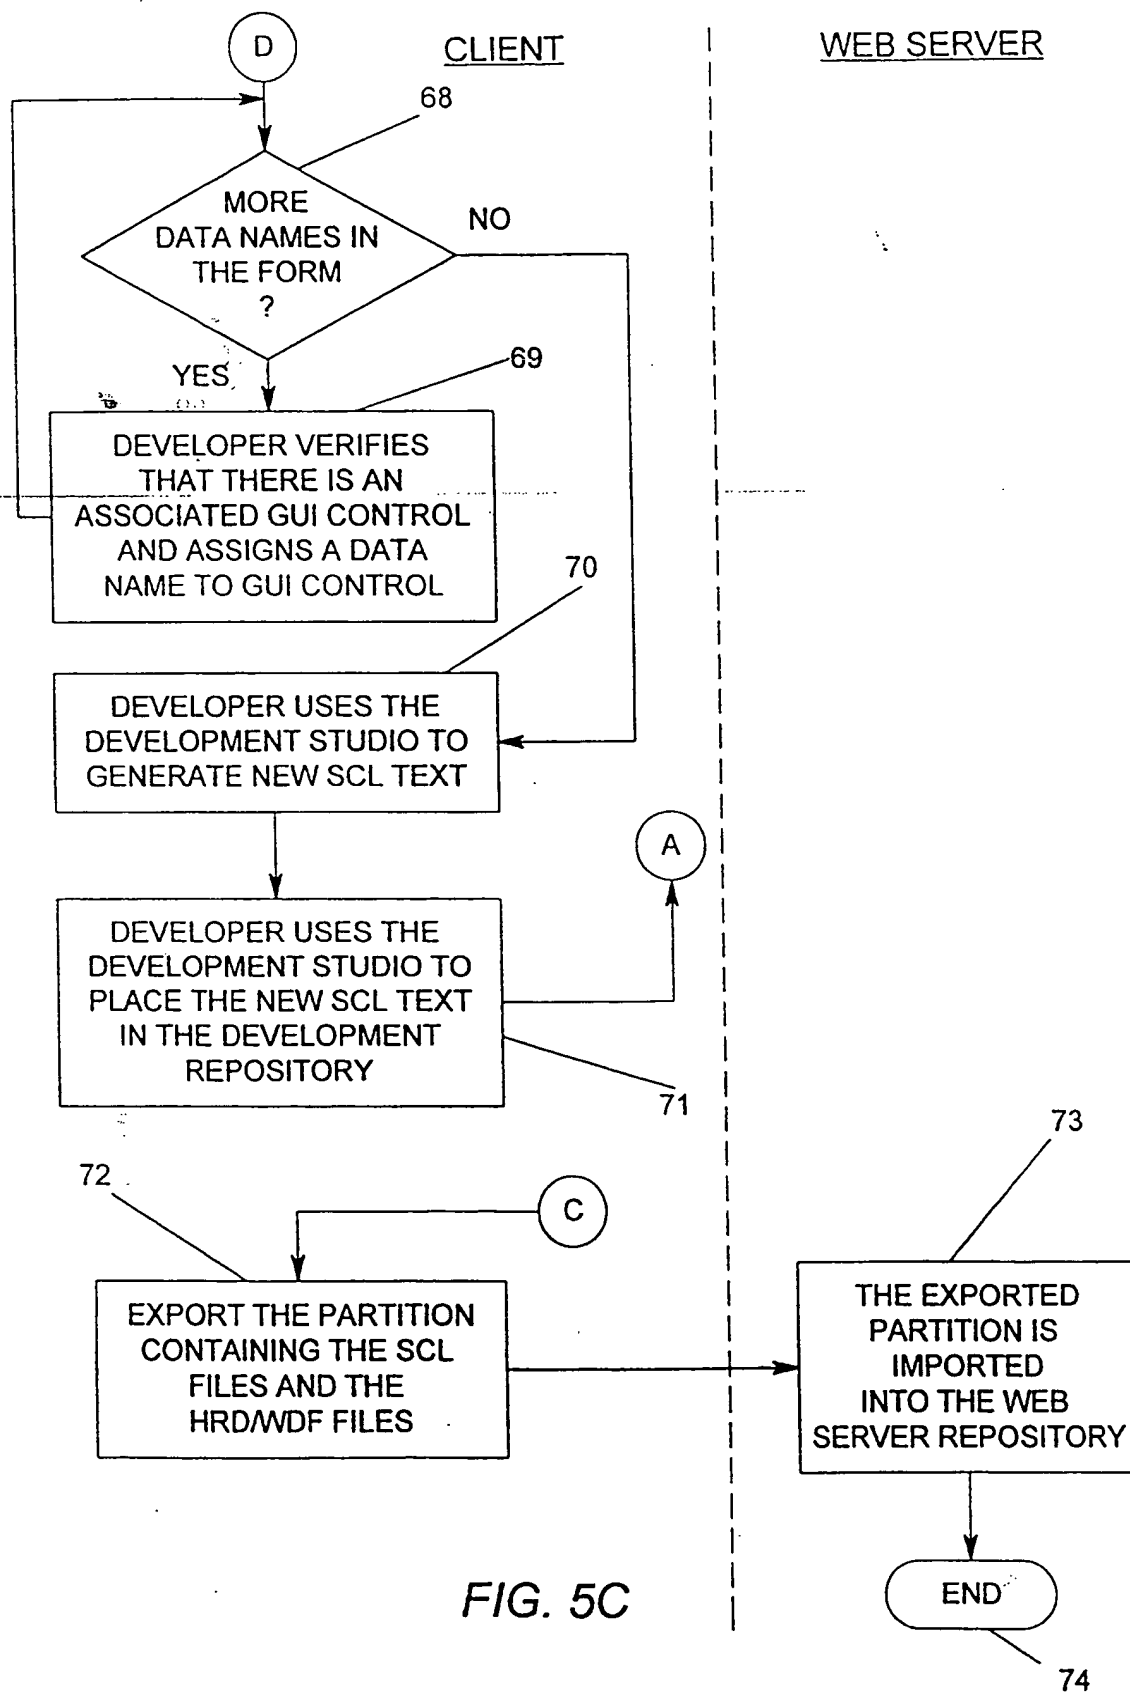 D
CLIENT
WEB SERVER
68
MORE
DATA NAMES IN
THE FORM
?
NO
YES
69
DEVELOPER VERIFIES
THAT THERE IS AN
ASSOCIATED GUI CONTROL
AND ASSIGNS A DATA
NAME TO GUI CONTROL
70
DEVELOPER USES THE
DEVELOPMENT STUDIO TO
GENERATE NEW SCL TEXT
A
DEVELOPER USES THE
DEVELOPMENT STUDIO TO
PLACE THE NEW SCL TEXT
IN THE DEVELOPMENT
REPOSITORY
71
72
C
73
EXPORT THE PARTITION
CONTAINING THE SCL
FILES AND THE
HRD/WDF FILES
THE EXPORTED
PARTITION IS
IMPORTED
INTO THE WEB
SERVER REPOSITORY
END
74
FIG. 5C